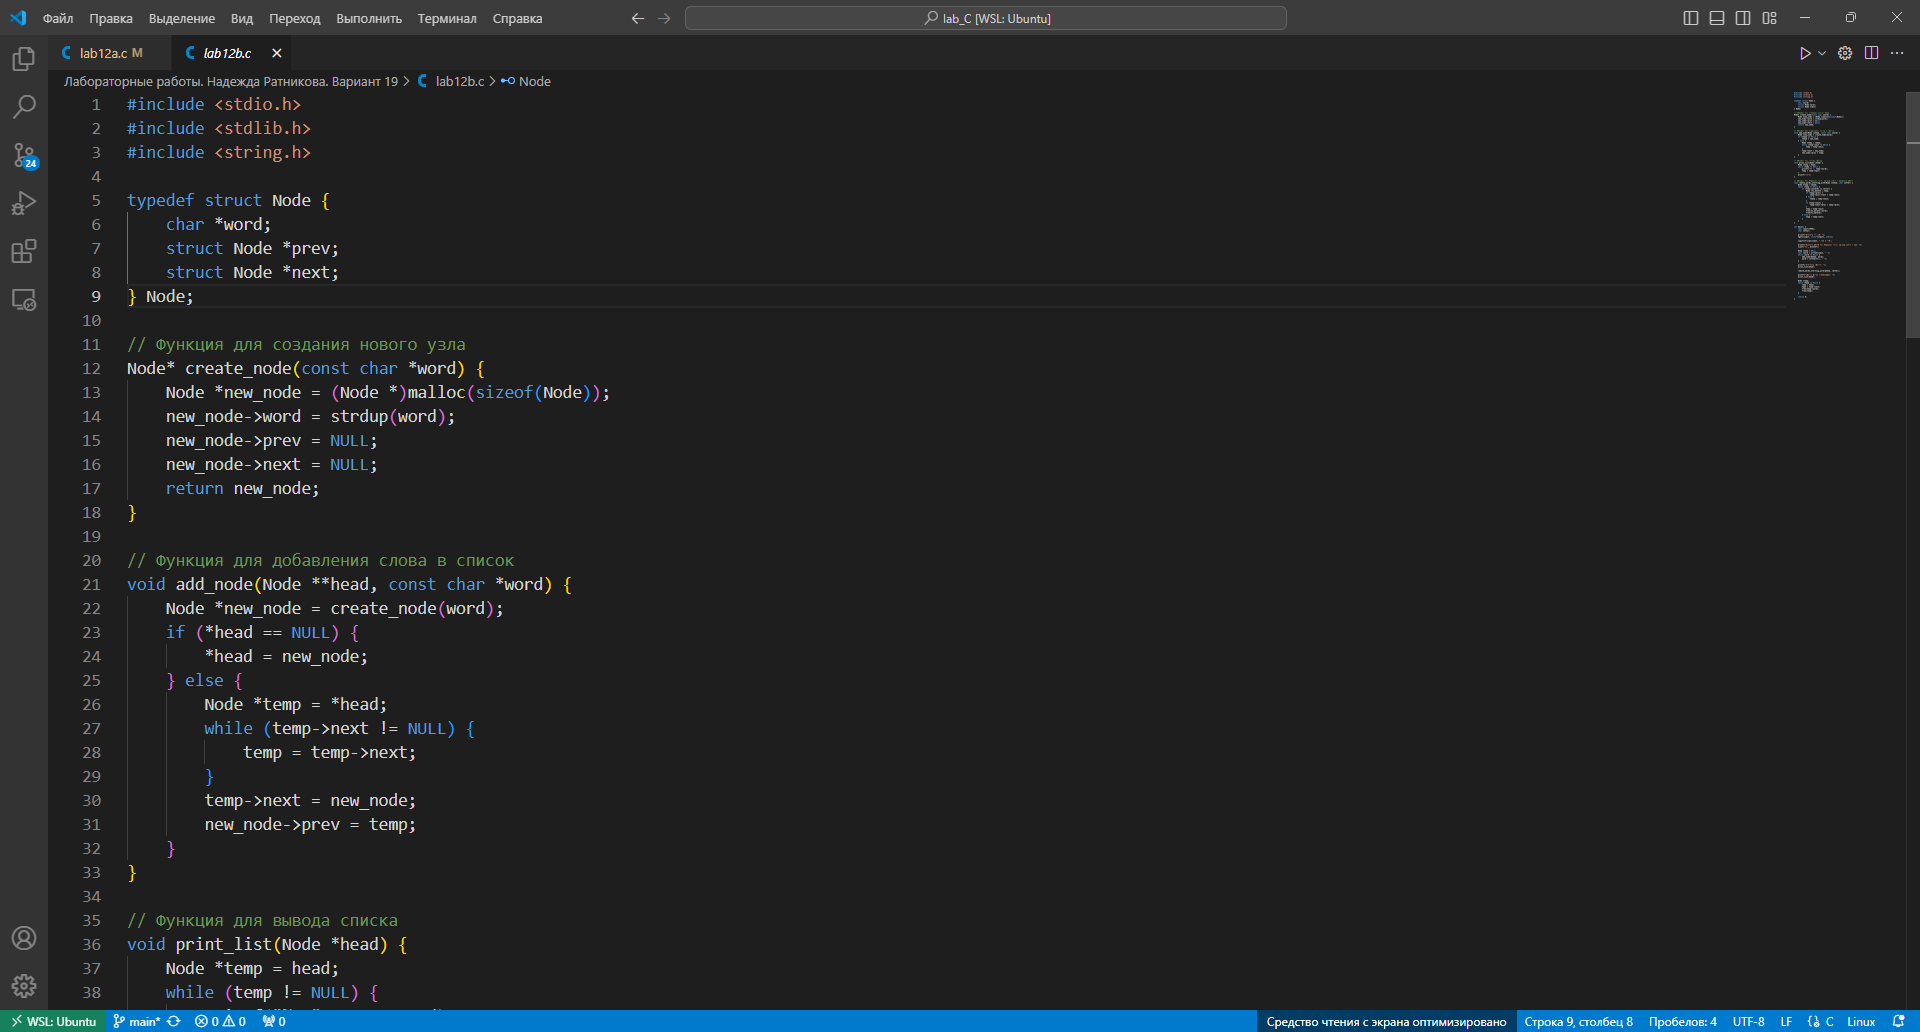 Файл Правка Выделение Вид Переход Выполнить Терминал Справка lab_C [WSL: Ubuntu]
lab12a.c M lab12b.c
Лабораторные работы. Надежда Ратникова. Вариант 19 > lab12b.c > Node
1 #include <stdio.h>
2 #include <stdlib.h>
3 #include <string.h>
4
5 typedef struct Node {
6 char *word;
7 struct Node *prev;
8 struct Node *next;
9 } Node;
10
11 // Функция для создания нового узла
12 Node* create_node(const char *word) {
13 Node *new_node = (Node *)malloc(sizeof(Node));
14 new_node->word = strdup(word);
15 new_node->prev = NULL;
16 new_node->next = NULL;
17 return new_node;
18 }
19
20 // Функция для добавления слова в список
21 void add_node(Node **head, const char *word) {
22 Node *new_node = create_node(word);
23 if (*head == NULL) {
24 *head = new_node;
25 } else {
26 Node *temp = *head;
27 while (temp->next != NULL) {
28 temp = temp->next;
29 }
30 temp->next = new_node;
31 new_node->prev = temp;
32 }
33 }
34
35 // Функция для вывода списка
36 void print_list(Node *head) {
37 Node *temp = head;
38 while (temp != NULL) {
24
WSL: Ubuntu main* 0 0 0 Средство чтения с экрана оптимизировано Строка 9, столбец 8 Пробелов: 4 UTF-8 LF {} C Linux